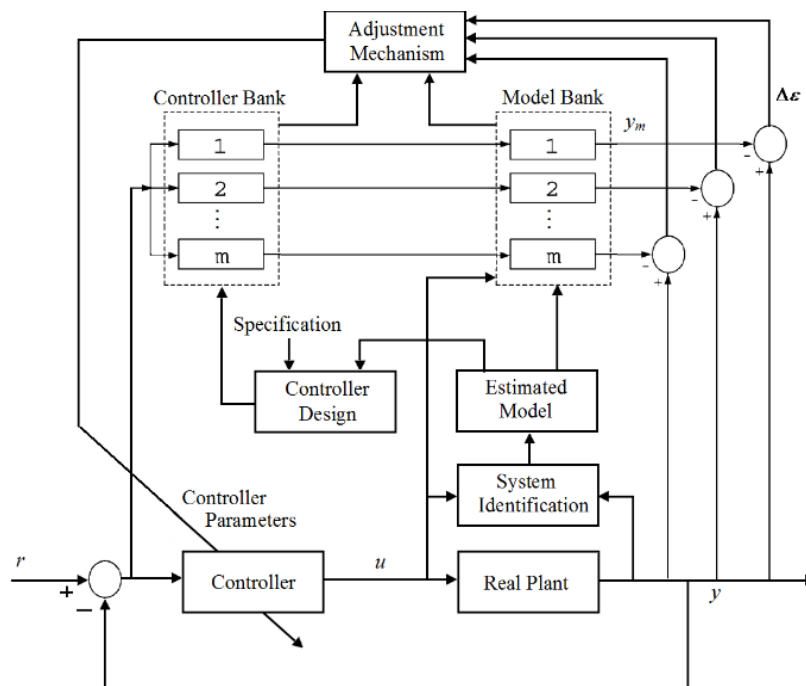 Adjustment
Mechanism
Δε
Controller Bank
Model Bank
y_m
1
1
-
+
2
2
-
+
⋮
⋮
m
m
-
+
Specification
Controller
Design
Estimated
Model
System
Identification
Controller
Parameters
r
u
+
−
Controller
Real Plant
y